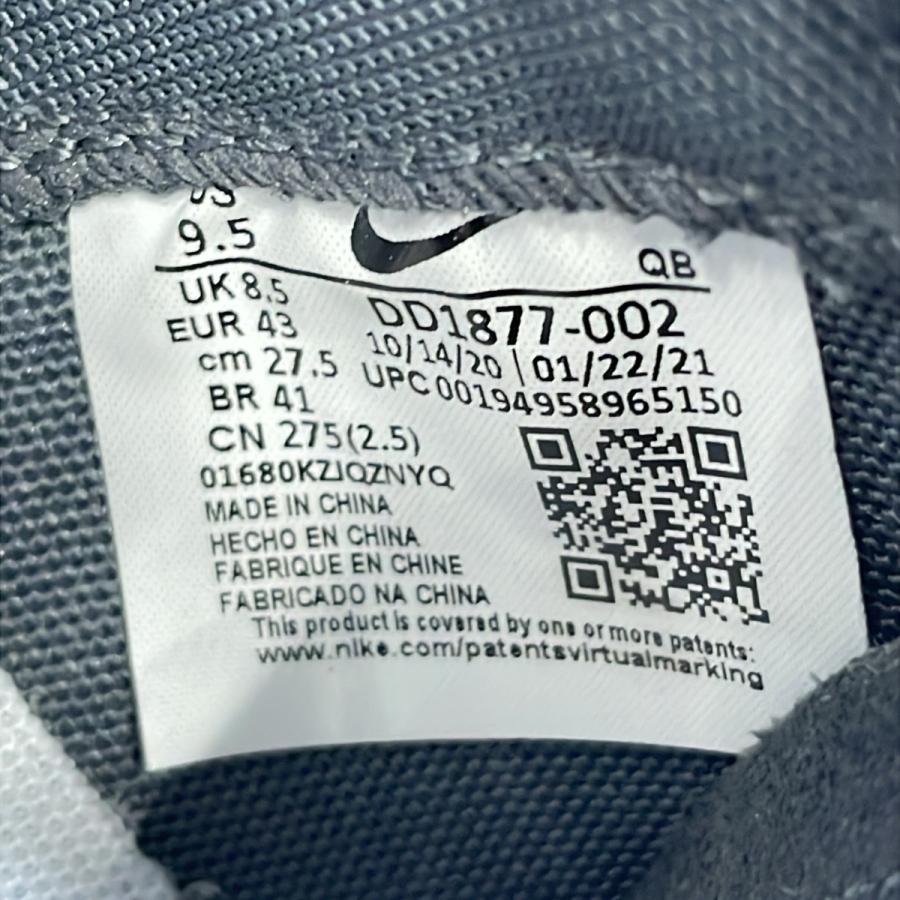 US
9.5
QB
UK 8.5
EUR 43
cm 27.5
BR 41
CN 275(2.5)
01680KZJQZNYQ
MADE IN CHINA
HECHO EN CHINA
FABRIQUE EN CHINE
FABRICADO NA CHINA
DD1877-002
10/14/20 | 01/22/21
UPC 00194958965150
This product is covered by one or more patents:
www.nike.com/patentsvirtualmarking